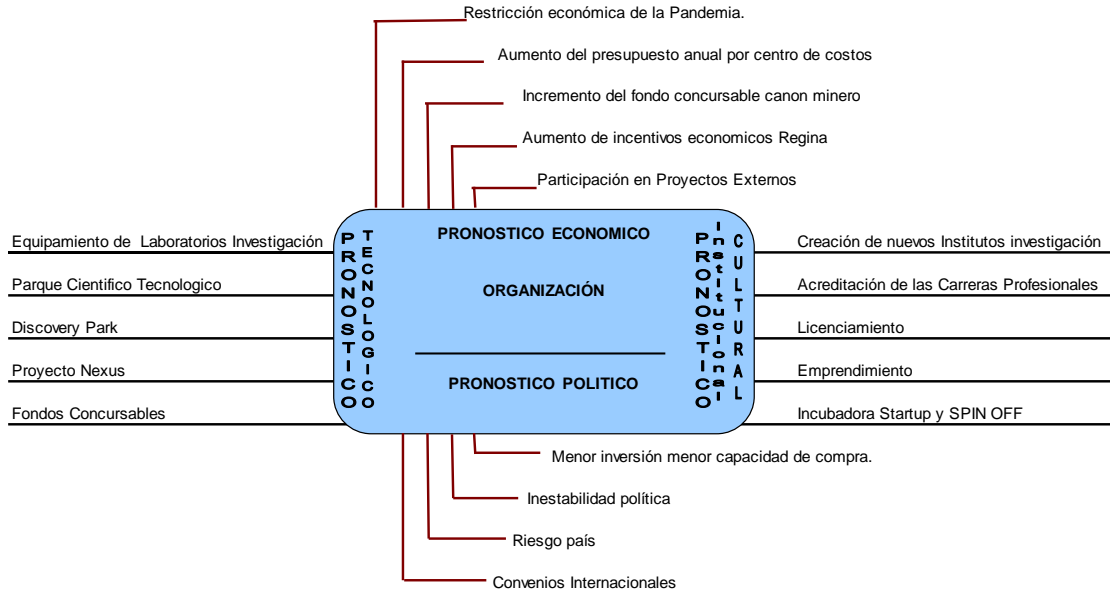 Restricción económica de la Pandemia.
Aumento del presupuesto anual por centro de costos
Incremento del fondo concursable canon minero
Aumento de incentivos economicos Regina
Participación en Proyectos Externos
Equipamiento de Laboratorios Investigación
Parque Cientifico Tecnologico
Discovery Park
Proyecto Nexus
Fondos Concursables
PRONOSTICO
TECNOLOGICO
PRONOSTICO ECONOMICO
ORGANIZACIÓN
PRONOSTICO POLITICO
PRONOSTICO
Institucional
CULTURAL
Creación de nuevos Institutos investigación
Acreditación de las Carreras Profesionales
Licenciamiento
Emprendimiento
Incubadora Startup y SPIN OFF
Menor inversión menor capacidad de compra.
Inestabilidad política
Riesgo país
Convenios Internacionales